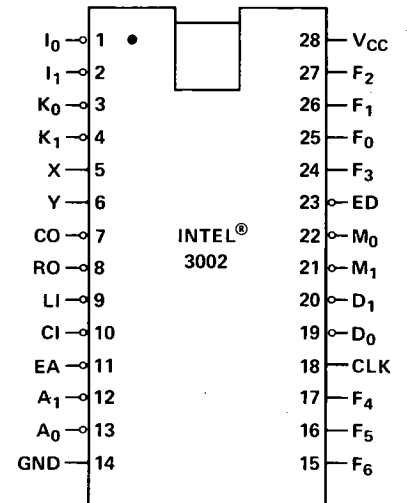 I₀ 1 28 V_CC
I₁ 2 27 F₂
K₀ 3 26 F₁
K₁ 4 25 F₀
X 5 24 F₃
Y 6 23 ED
CO 7 INTEL® 22 M₀
RO 8 3002 21 M₁
LI 9 20 D₁
CI 10 19 D₀
EA 11 18 CLK
A₁ 12 17 F₄
A₀ 13 16 F₅
GND 14 15 F₆